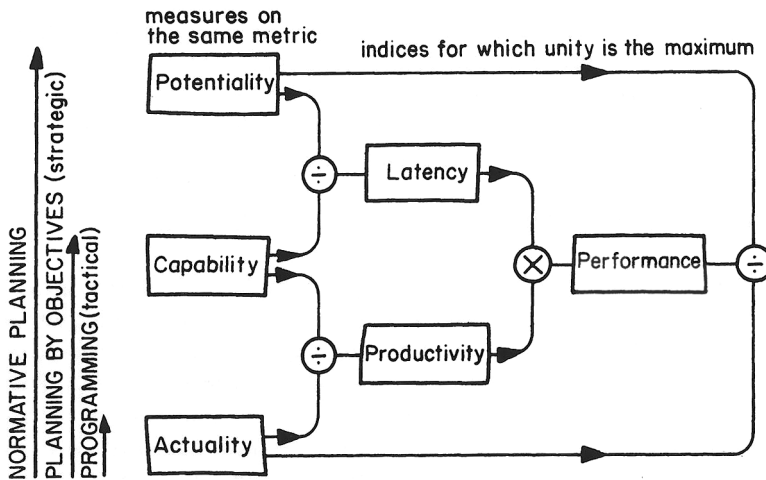 measures on
the same metric
indices for which unity is the maximum
Potentiality
÷
Latency
Capability
×
Performance
÷
÷
Productivity
Actuality
NORMATIVE PLANNING
PLANNING BY OBJECTIVES (strategic)
PROGRAMMING (tactical)